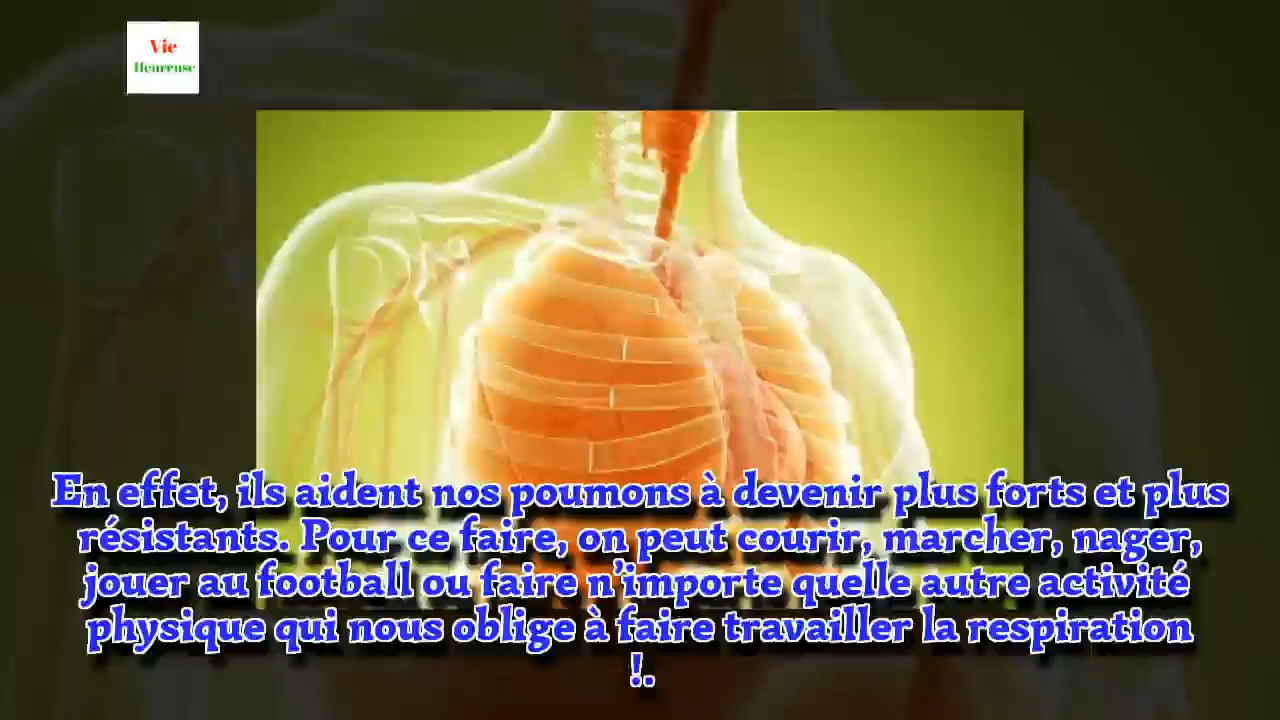 Vie
Heureuse
En effet, ils aident nos poumons à devenir plus forts et plus
résistants. Pour ce faire, on peut courir, marcher, nager,
jouer au football ou faire n'importe quelle autre activité
physique qui nous oblige à faire travailler la respiration
!.